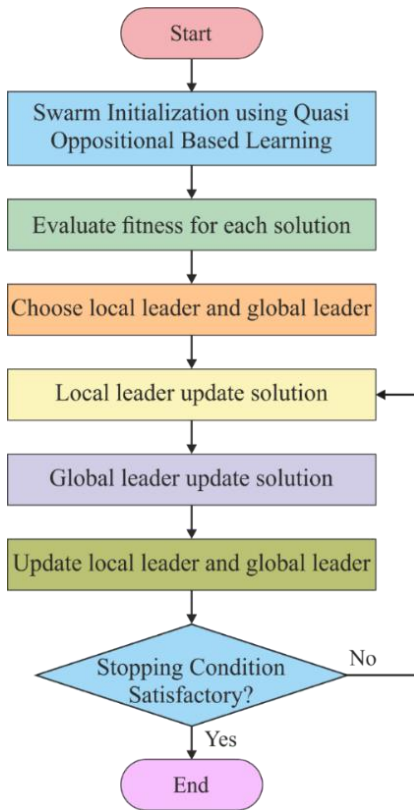 Start
Swarm Initialization using Quasi
Oppositional Based Learning
Evaluate fitness for each solution
Choose local leader and global leader
Local leader update solution
Global leader update solution
Update local leader and global leader
Stopping Condition
Satisfactory?
No
Yes
End